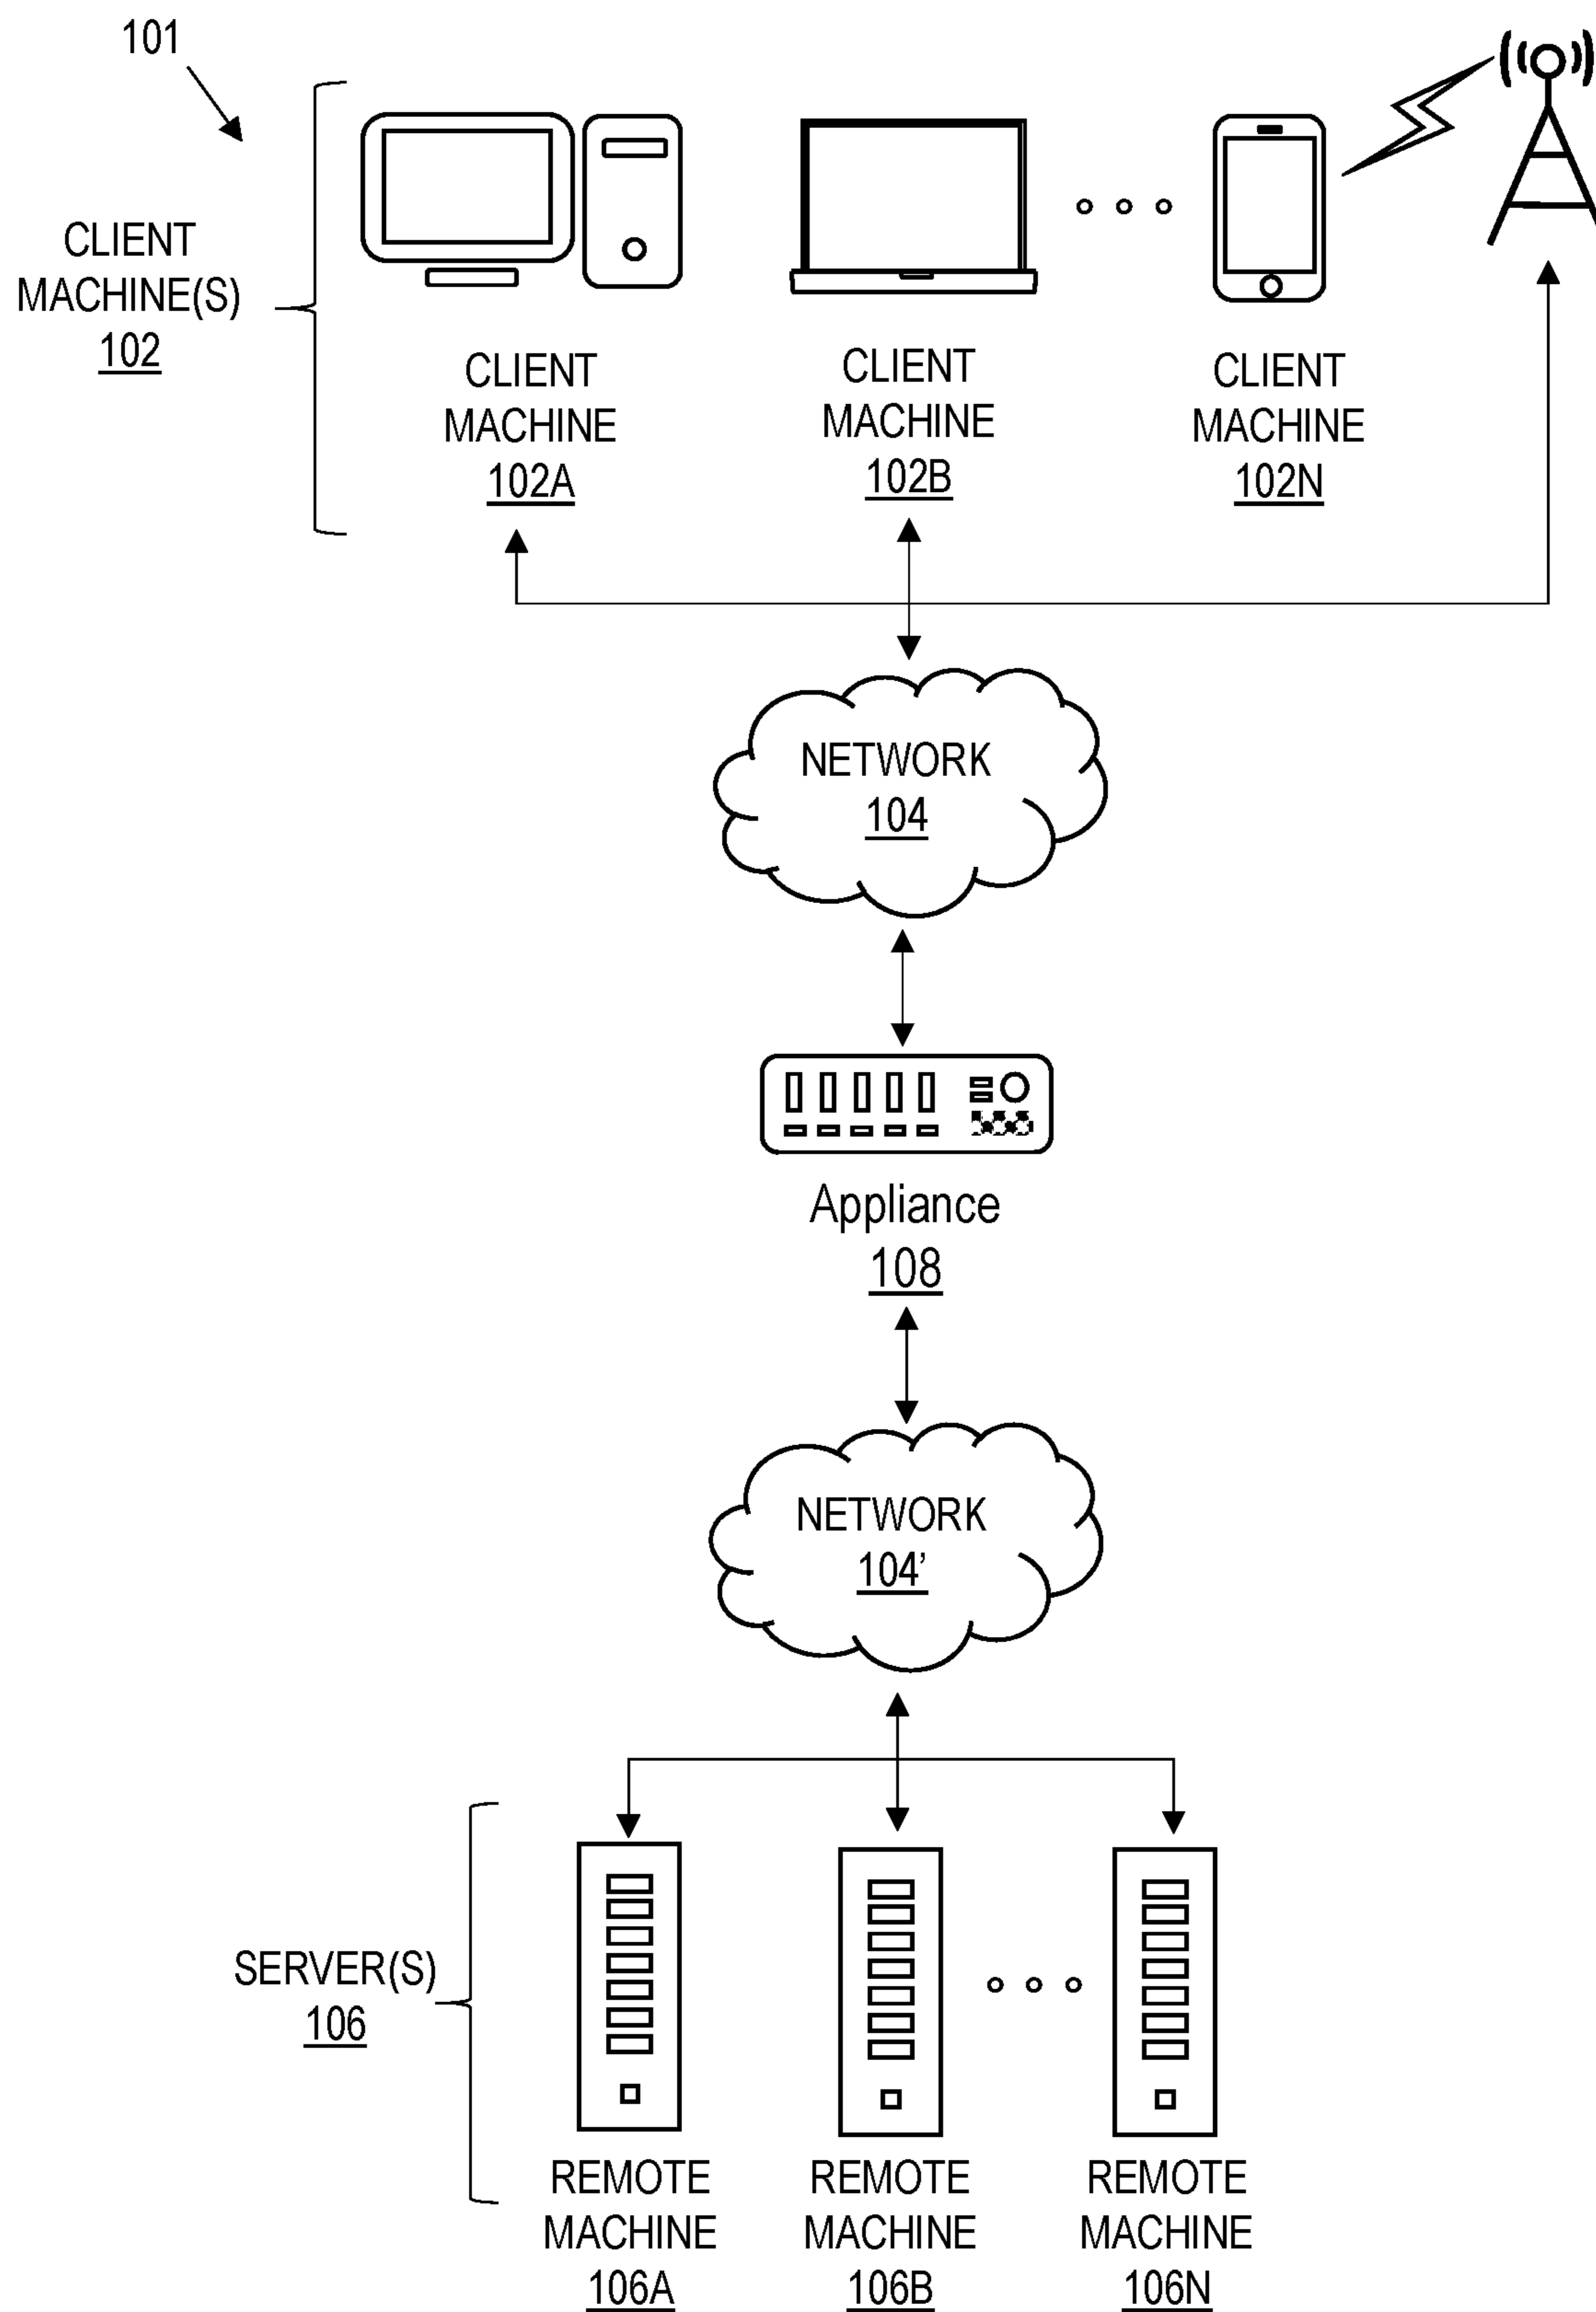 101
CLIENT
MACHINE(S)
102
CLIENT
MACHINE
102A
CLIENT
MACHINE
102B
CLIENT
MACHINE
102N
NETWORK
104
Appliance
108
NETWORK
104’
SERVER(S)
106
REMOTE
MACHINE
106A
REMOTE
MACHINE
106B
REMOTE
MACHINE
106N